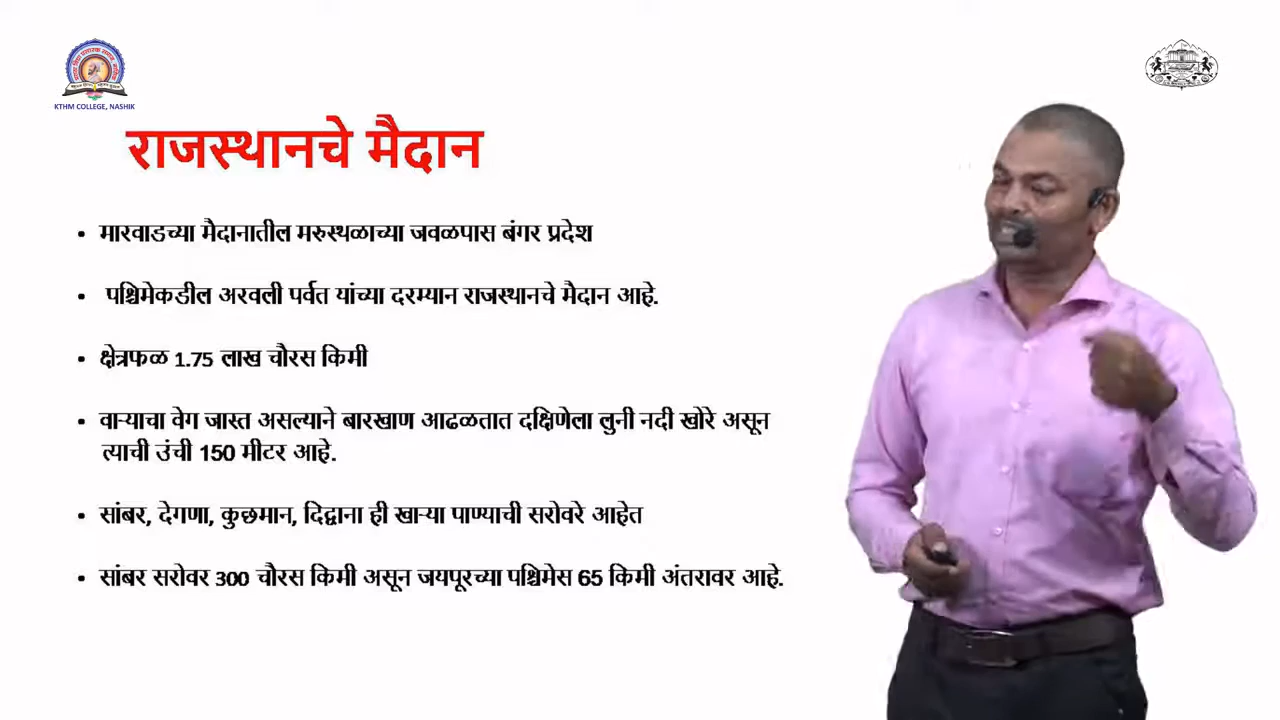 KTHM COLLEGE, NASHIK
राजस्थानचे मैदान
• मारवाडच्या मैदानातील मरुस्थळाच्या जवळपास बंगर प्रदेश
• पश्चिमेकडील अरवली पर्वत यांच्या दरम्यान राजस्थानचे मैदान आहे.
• क्षेत्रफळ 1.75 लाख चौरस किमी
• वाऱ्याचा वेग जास्त असल्याने बारखाण आढळतात दक्षिणेला लुनी नदी खोरे असून
त्याची उंची 150 मीटर आहे.
• सांबर, देगणा, कुछमान, दिद्वाना ही खाऱ्या पाण्याची सरोवरे आहेत
• सांबर सरोवर 300 चौरस किमी असून जयपूरच्या पश्चिमेस 65 किमी अंतरावर आहे.